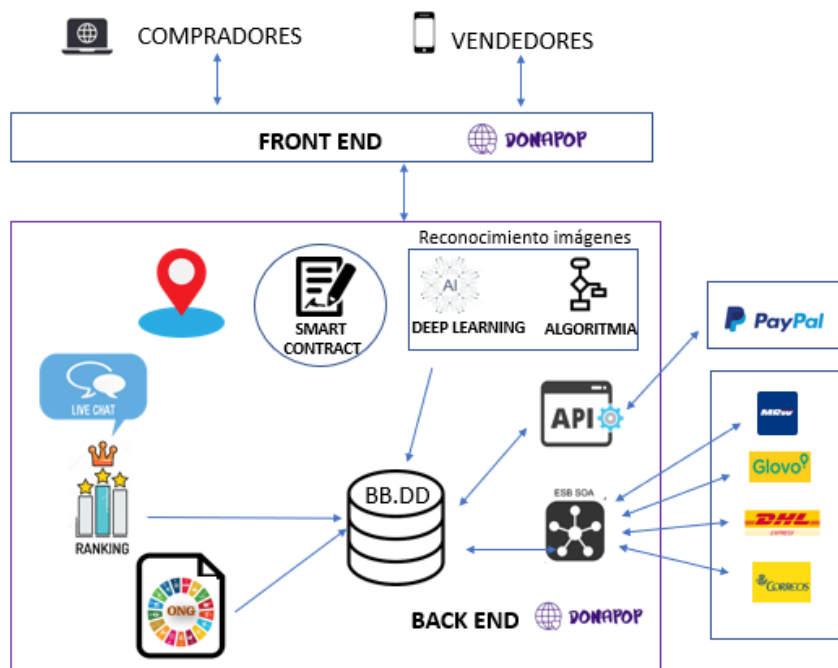 COMPRADORES
VENDEDORES
FRONT END
DONAPOP
Reconocimiento imágenes
AI
DEEP LEARNING
ALGORITMIA
SMART
CONTRACT
PayPal
LIVE CHAT
API
MRW
Glovo
ESB SOA
BB.DD
DHL
EXPRESS
RANKING
CORREOS
ONG
BACK END
DONAPOP